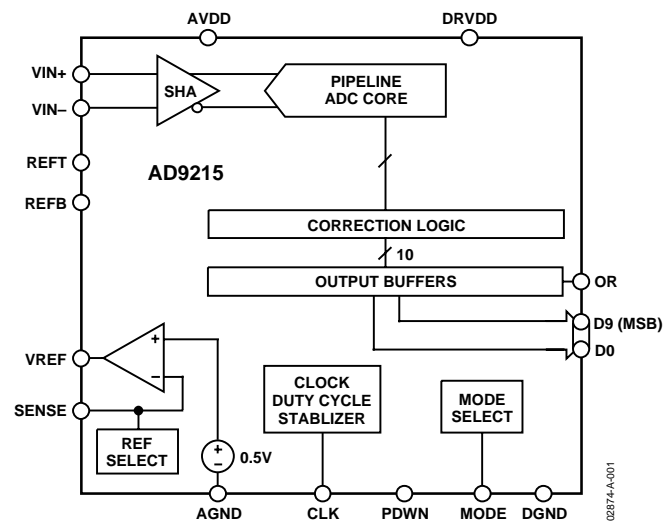 AVDD
DRVDD
VIN+
VIN–
SHA
PIPELINE
ADC CORE
REFT
REFB
AD9215
CORRECTION LOGIC
10
OUTPUT BUFFERS
OR
D9 (MSB)
D0
VREF
SENSE
+
–
REF
SELECT
+
–
0.5V
CLOCK
DUTY CYCLE
STABLIZER
MODE
SELECT
AGND
CLK
PDWN
MODE
DGND
02874-A-001